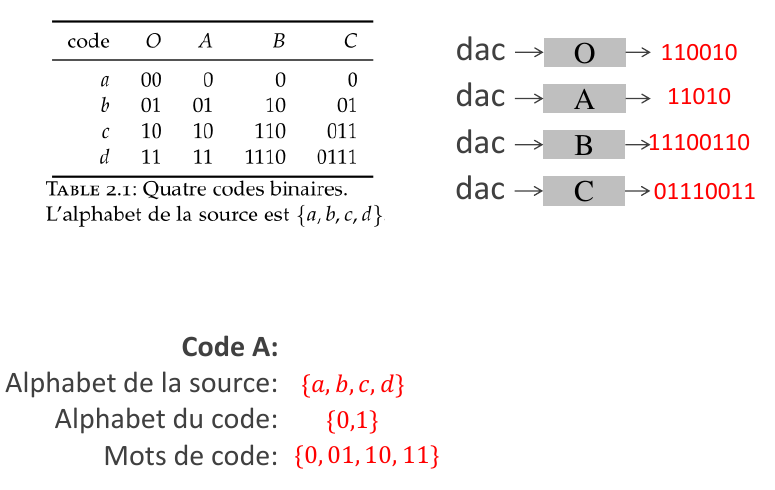 code O A B C
a 00 0 0 0
b 01 01 10 01
c 10 10 110 011
d 11 11 1110 0111
TABLE 2.1: Quatre codes binaires.
L'alphabet de la source est {a, b, c, d}
dac → O → 110010
dac → A → 11010
dac → B → 11100110
dac → C → 01110011
Code A:
Alphabet de la source: {a, b, c, d}
Alphabet du code: {0,1}
Mots de code: {0, 01, 10, 11}